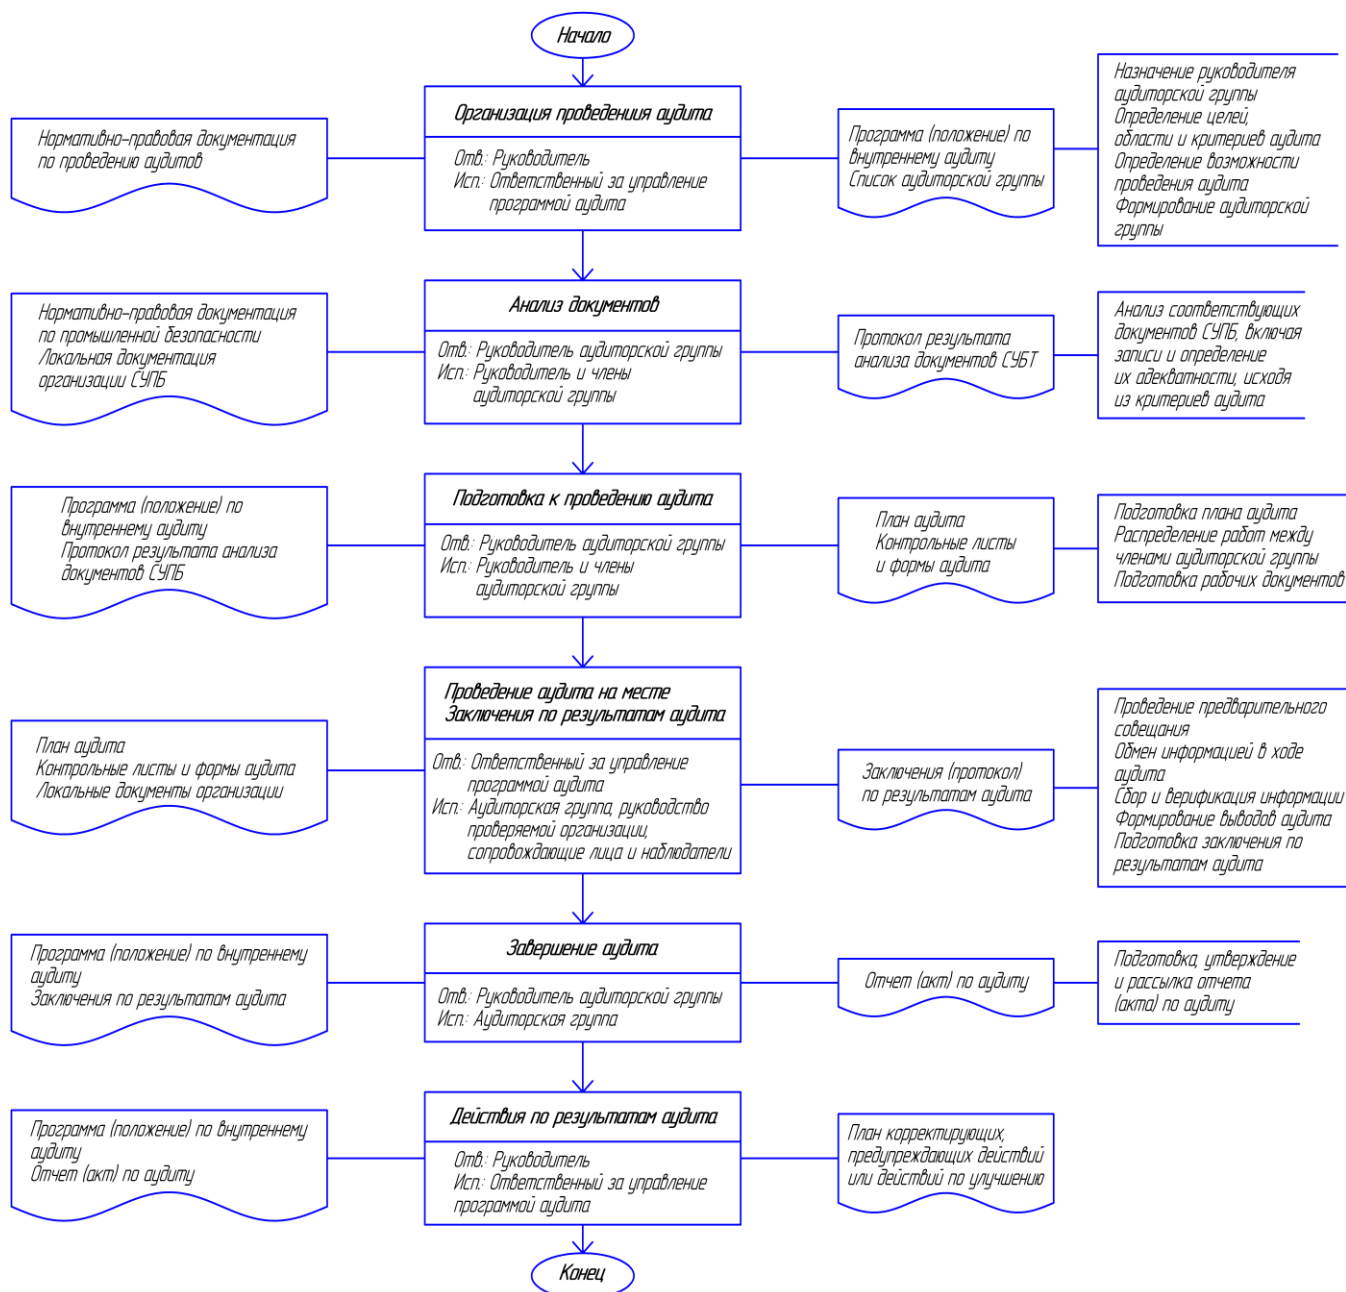 Начало
Организация проведения аудита
Отв.: Руководитель
Исп.: Ответственный за управление
программой аудита
Нормативно-правовая документация
по проведению аудитов
Программа (положение) по
внутреннему аудиту
Список аудиторской группы
Назначение руководителя
аудиторской группы
Определение целей,
области и критериев аудита
Определение возможности
проведения аудита
Формирование аудиторской
группы
Нормативно-правовая документация
по промышленной безопасности
Локальная документация
организации СУПБ
Анализ документов
Отв.: Руководитель аудиторской группы
Исп.: Руководитель и члены
аудиторской группы
Протокол результата
анализа документов СУБТ
Анализ соответствующих
документов СУПБ, включая
записи и определение
их адекватности, исходя
из критериев аудита
Программа (положение) по
внутреннему аудиту
Протокол результата анализа
документов СУПБ
Подготовка к проведению аудита
Отв.: Руководитель аудиторской группы
Исп.: Руководитель и члены
аудиторской группы
План аудита
Контрольные листы
и формы аудита
Подготовка плана аудита
Распределение работ между
членами аудиторской группы
Подготовка рабочих документов
План аудита
Контрольные листы и формы аудита
Локальные документы организации
Проведение аудита на месте
Заключения по результатам аудита
Отв.: Ответственный за управление
программой аудита
Исп.: Аудиторская группа, руководство
проверяемой организации,
сопровождающие лица и наблюдатели
Заключения (протокол)
по результатам аудита
Проведение предварительного
совещания
Обмен информацией в ходе
аудита
Сбор и верификация информации
Формирование выводов аудита
Подготовка заключения по
результатам аудита
Программа (положение) по внутреннему
аудиту
Заключения по результатам аудита
Завершение аудита
Отв.: Руководитель аудиторской группы
Исп.: Аудиторская группа
Отчет (акт) по аудиту
Подготовка, утверждение
и рассылка отчета
(акта) по аудиту
Программа (положение) по внутреннему
аудиту
Отчет (акт) по аудиту
Действия по результатам аудита
Отв.: Руководитель
Исп.: Ответственный за управление
программой аудита
План корректирующих,
предупреждающих действий
или действий по улучшению
Конец